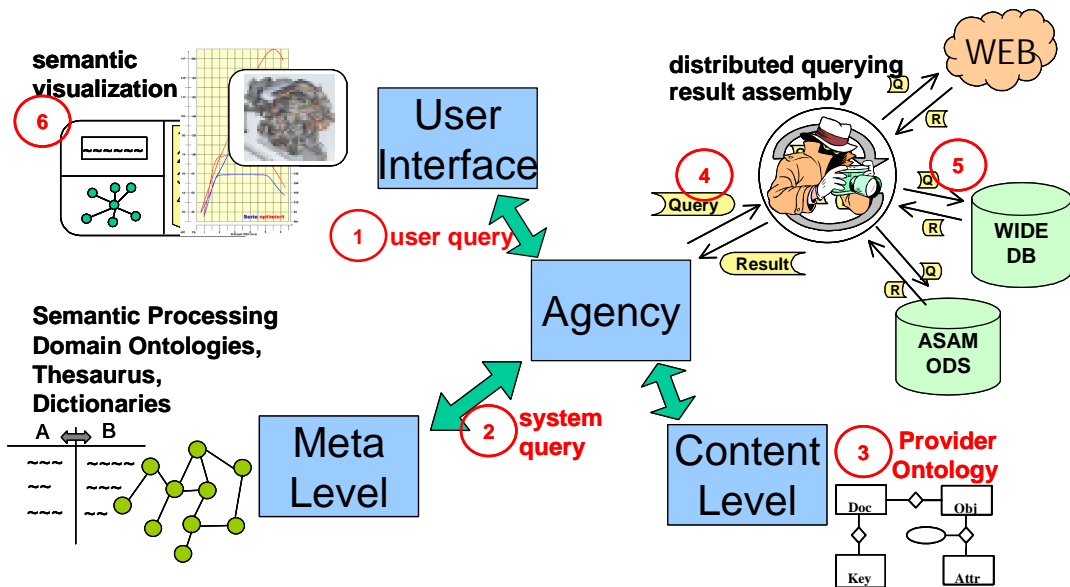 semantic
visualization
6
~~~~~~~
Serie optimiert
User
Interface
1 user query
distributed querying
result assembly
WEB
Q
R
4
Query
Result
5
Q
R
WIDE
DB
Q
R
ASAM
ODS
Agency
Semantic Processing
Domain Ontologies,
Thesaurus,
Dictionaries
A B
~~~ ~~~~
~~ ~~~
~~~ ~~
Meta
Level
2 system
query
Content
Level
3 Provider
Ontology
Doc
Obj
Key
Attr